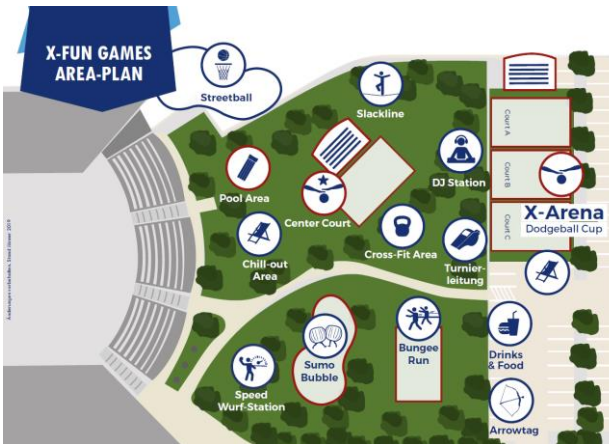 X-FUN GAMES
AREA-PLAN
Streetball
Slackline
Court A
Pool Area
DJ Station
Court B
Center Court
X-Arena
Dodgeball Cup
Court C
Chill-out
Area
Cross-Fit Area
Turnier-
leitung
Sumo
Bubble
Bungee
Run
Drinks
& Food
Speed
Wurf-Station
Arrowtag